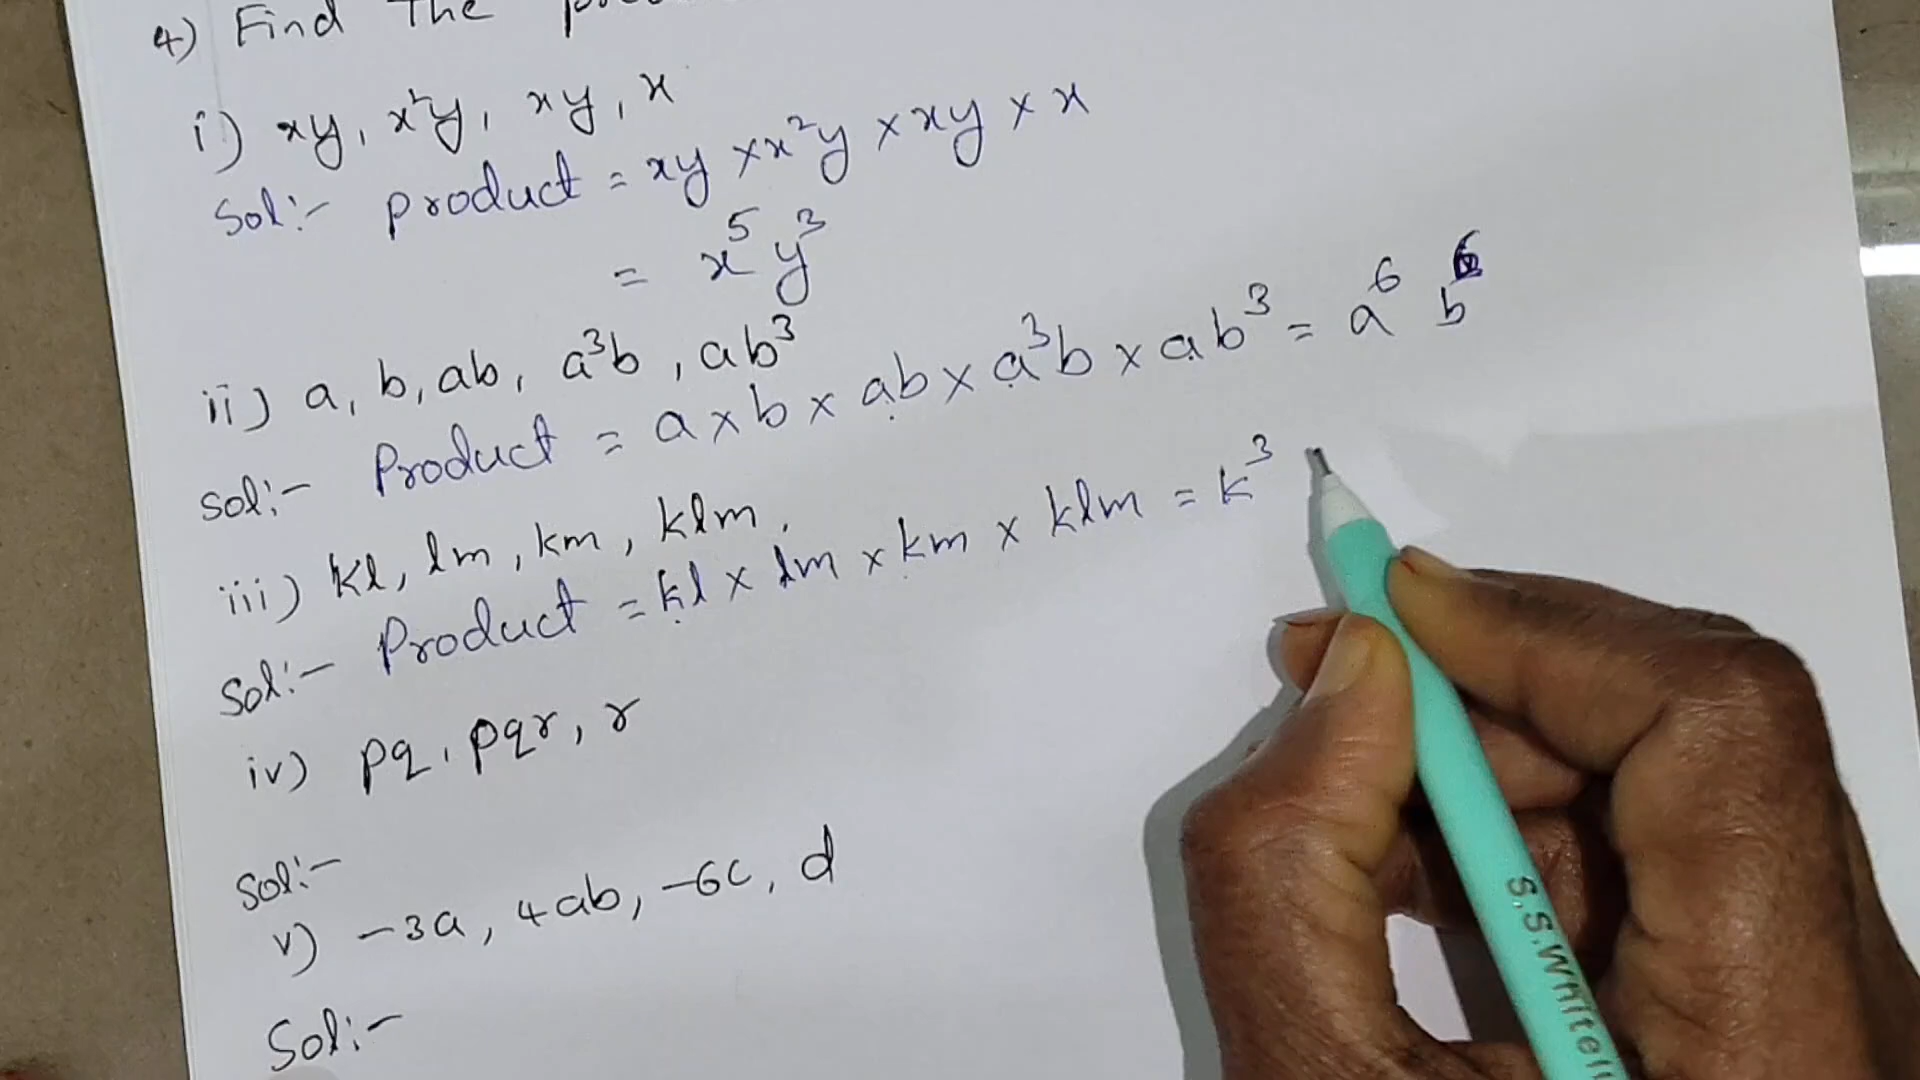 4) Find The
i) xy, x²y, xy, x
Sol:- product = xy × x²y × xy × x
= x⁵ y³
ii) a, b, ab, a³b, ab³
Sol:- Product = a × b × ab × a³b × ab³ = a⁶ b⁶
iii) kl, lm, km, klm.
Sol:- Product = kl × lm × km × klm = k³
iv) pq, pqr, r
Sol:-
v) -3a, 4ab, -6c, d
Sol:-
S.S.White